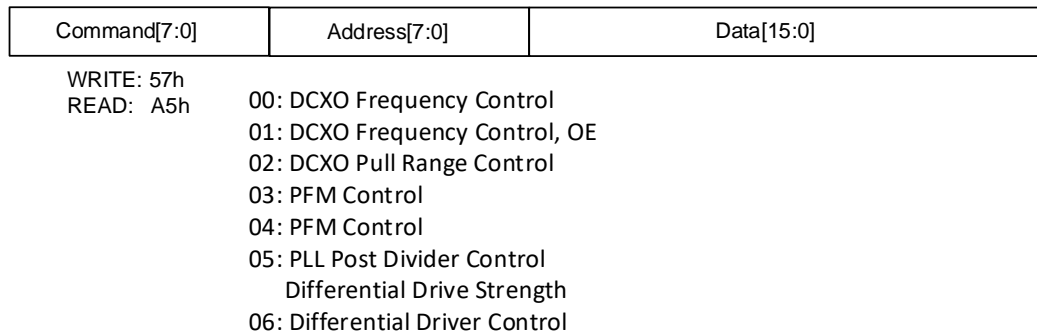 Command[7:0] Address[7:0] Data[15:0]
WRITE: 57h
READ: A5h
00: DCXO Frequency Control
01: DCXO Frequency Control, OE
02: DCXO Pull Range Control
03: PFM Control
04: PFM Control
05: PLL Post Divider Control
Differential Drive Strength
06: Differential Driver Control